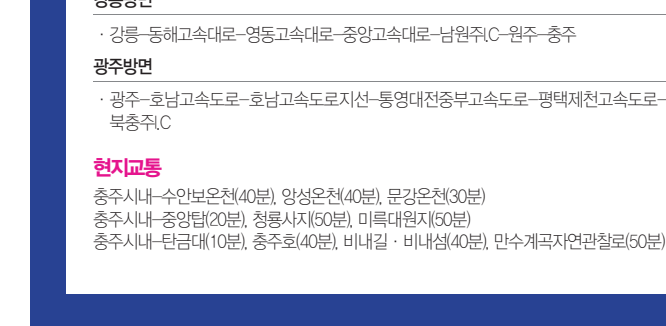 · 강릉-동해고속대로-영동고속대로-중앙고속대로-남원주I.C-원주-충주
광주방면
· 광주-호남고속도로-호남고속도로지선-통영대전중부고속도로-평택제천고속도로-
북충주I.C
현지교통
충주시내-수안보온천(40분), 앙성온천(40분), 문강온천(30분)
충주시내-중앙탑(20분), 청룡사지(50분), 미륵대원지(50분)
충주시내-탄금대(10분), 충주호(40분), 비내길 · 비내섬(40분), 만수계곡자연관찰로(50분)